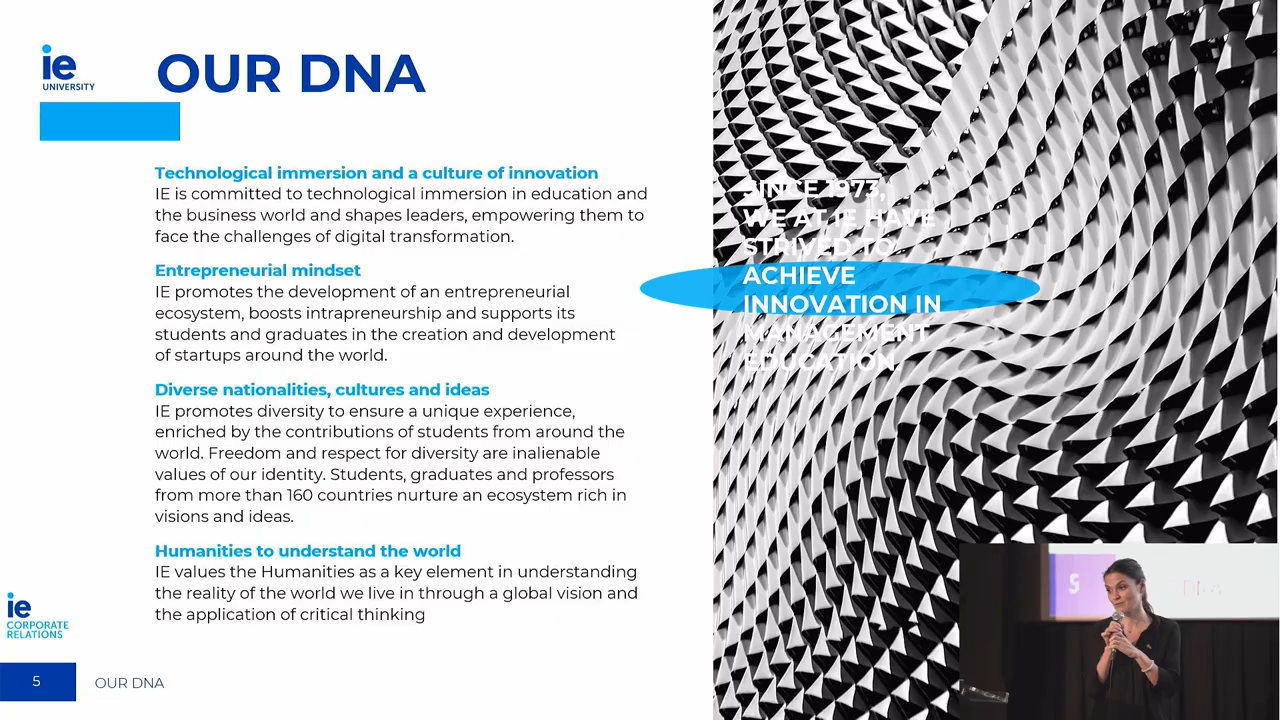 ie
UNIVERSITY
OUR DNA
Technological immersion and a culture of innovation
IE is committed to technological immersion in education and
the business world and shapes leaders, empowering them to
face the challenges of digital transformation.
Entrepreneurial mindset
IE promotes the development of an entrepreneurial
ecosystem, boosts intrapreneurship and supports its
students and graduates in the creation and development
of startups around the world.
Diverse nationalities, cultures and ideas
IE promotes diversity to ensure a unique experience,
enriched by the contributions of students from around the
world. Freedom and respect for diversity are inalienable
values of our identity. Students, graduates and professors
from more than 160 countries nurture an ecosystem rich in
visions and ideas.
Humanities to understand the world
IE values the Humanities as a key element in understanding
the reality of the world we live in through a global vision and
the application of critical thinking
SINCE 1973,
WE AT IE HAVE
STRIVED TO
ACHIEVE
INNOVATION IN
MANAGEMENT
EDUCATION.
ie
CORPORATE
RELATIONS
5
OUR DNA